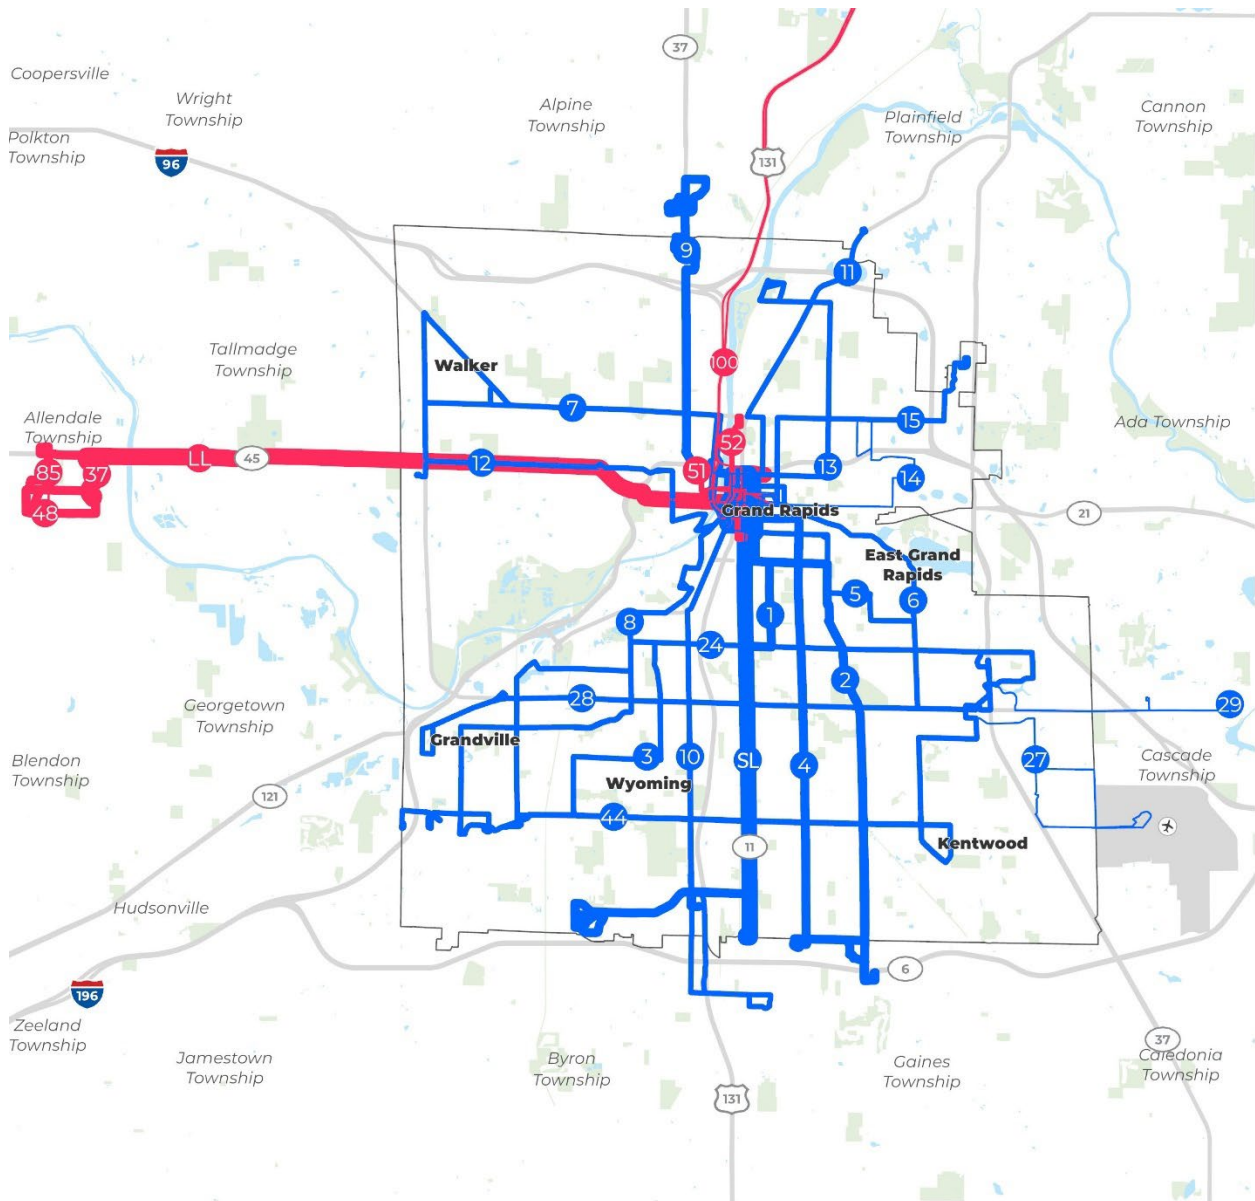 37
Coopersville
Wright
Township
Alpine
Township
Plainfield
Township
Cannon
Township
Polkton
Township
96
131
9
11
100
Tallmadge
Township
Walker
7
15
Allendale
Township
Ada Township
52
85
37
LL
45
12
51
13
14
48
Grand Rapids
21
East Grand
Rapids
5
6
1
8
24
2
28
29
Georgetown
Township
Grandville
3
10
SL
4
27
Blendon
Township
Wyoming
Cascade
Township
121
44
11
Kentwood
Hudsonville
6
196
Zeeland
Township
Jamestown
Township
Byron
Township
Gaines
Township
37
Caledonia
Township
131